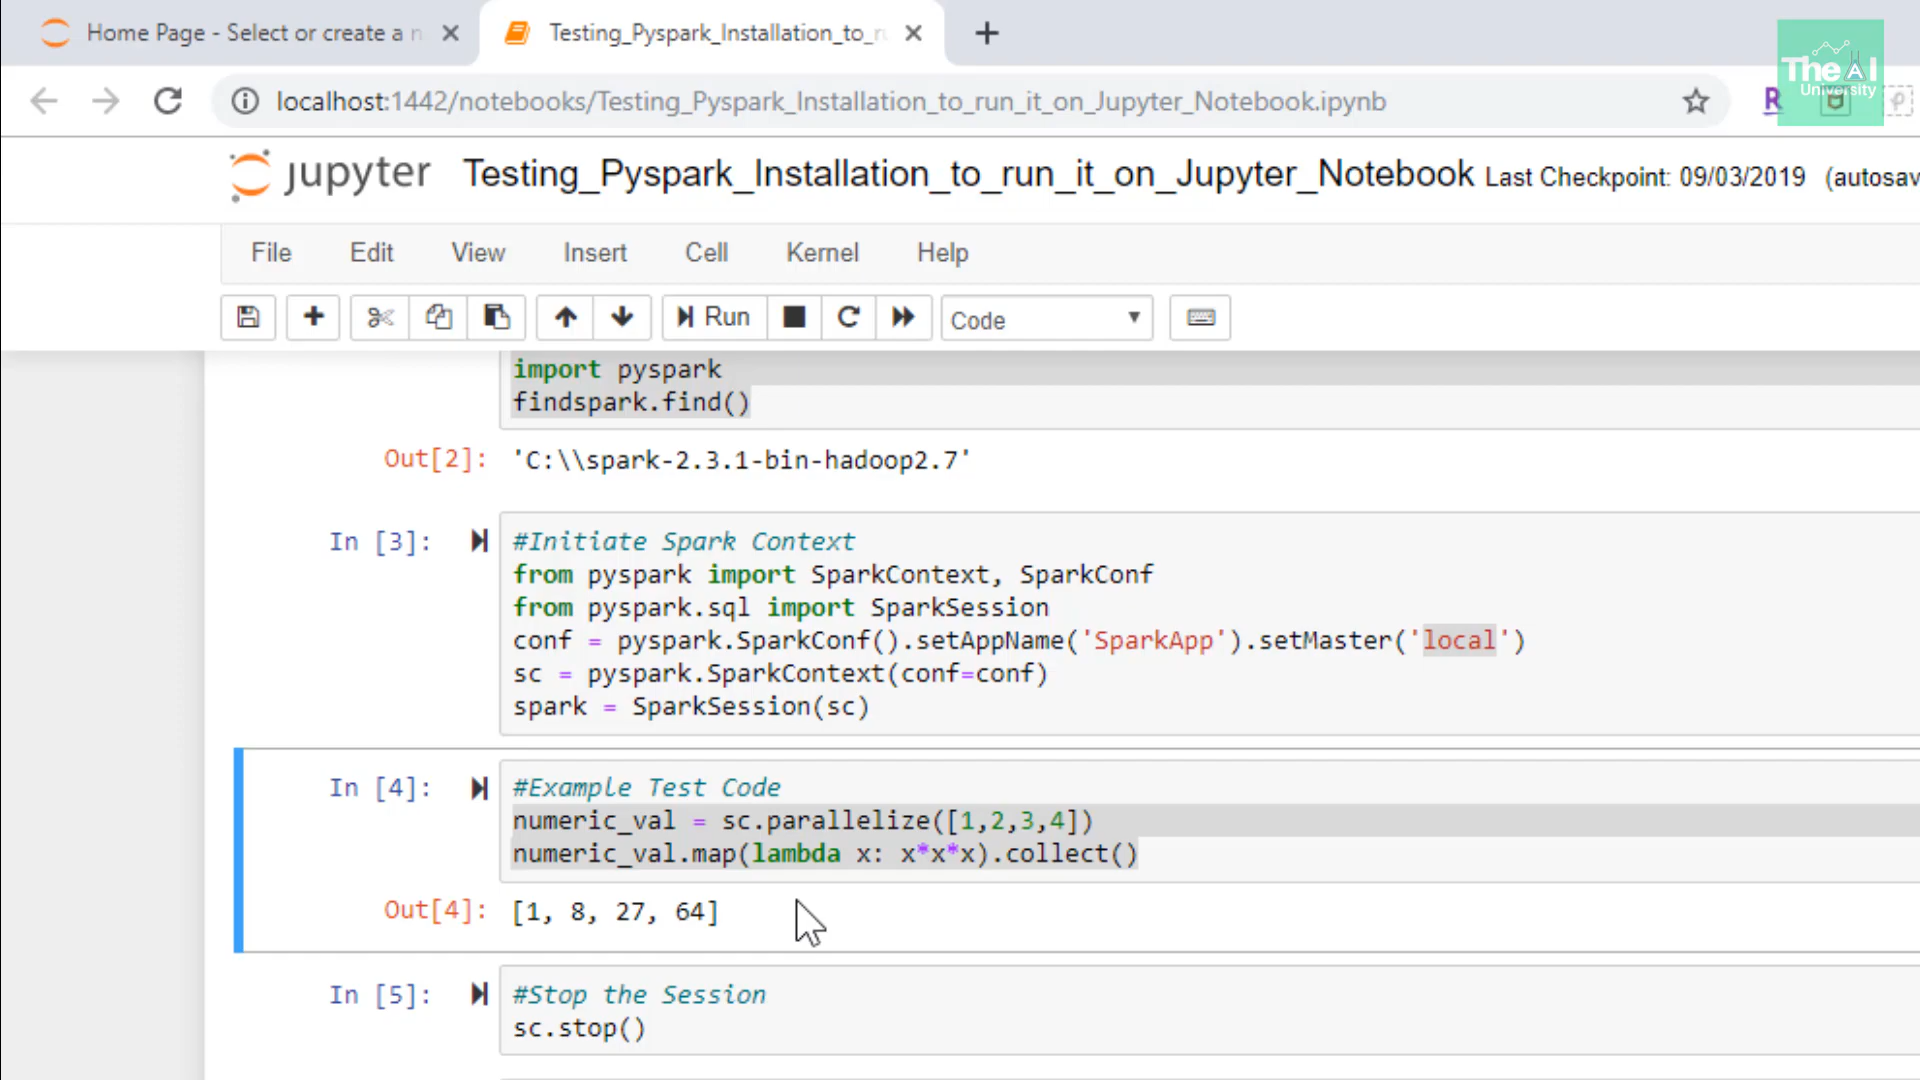 Home Page - Select or create a n
Testing_Pyspark_Installation_to_r
The AI
University
localhost:1442/notebooks/Testing_Pyspark_Installation_to_run_it_on_Jupyter_Notebook.ipynb
R
jupyter Testing_Pyspark_Installation_to_run_it_on_Jupyter_Notebook Last Checkpoint: 09/03/2019 (autosav
File Edit View Insert Cell Kernel Help
Run Code
import pyspark
findspark.find()
Out[2]: 'C:\\spark-2.3.1-bin-hadoop2.7'
In [3]: #Initiate Spark Context
from pyspark import SparkContext, SparkConf
from pyspark.sql import SparkSession
conf = pyspark.SparkConf().setAppName('SparkApp').setMaster('local')
sc = pyspark.SparkContext(conf=conf)
spark = SparkSession(sc)
In [4]: #Example Test Code
numeric_val = sc.parallelize([1,2,3,4])
numeric_val.map(lambda x: x*x*x).collect()
Out[4]: [1, 8, 27, 64]
In [5]: #Stop the Session
sc.stop()